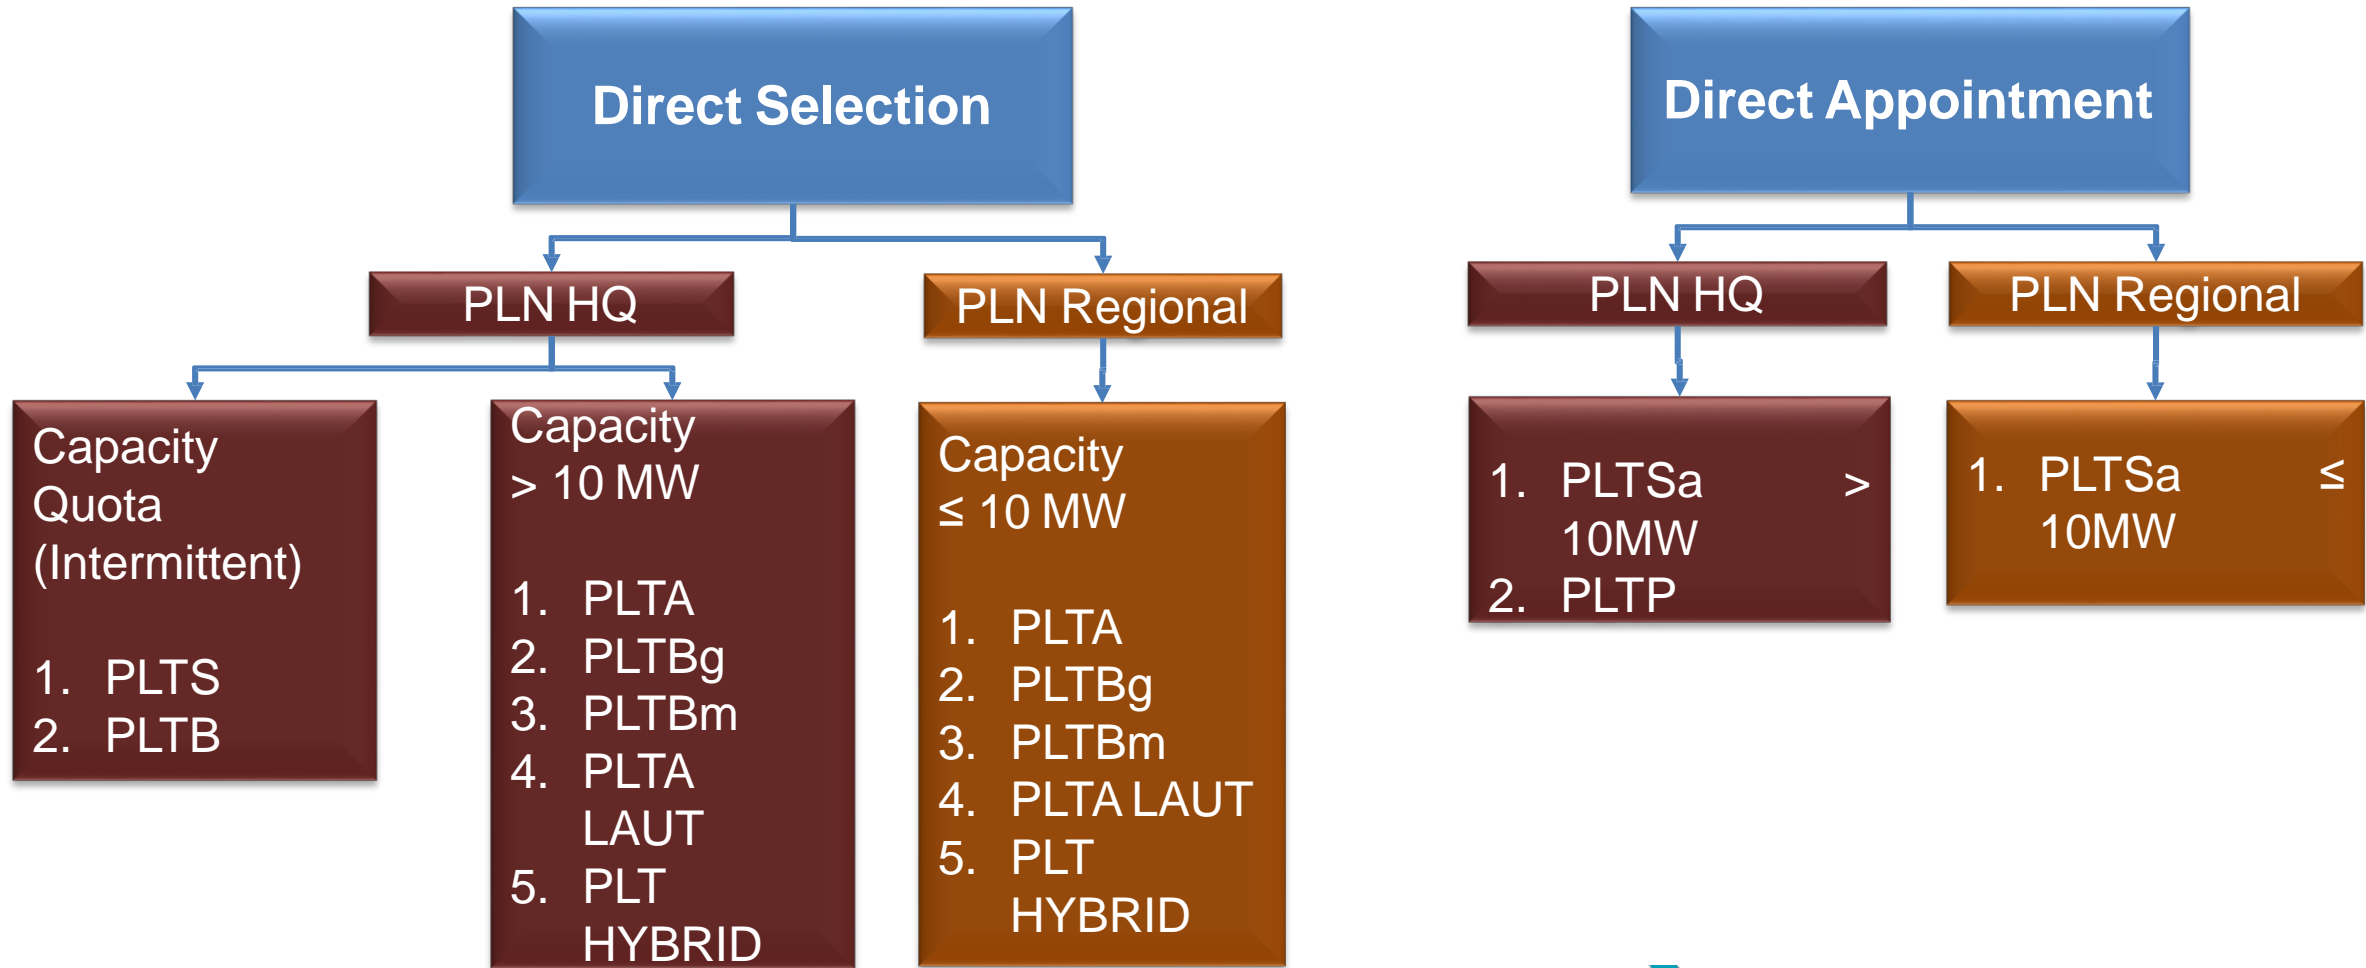 Direct Selection
PLN HQ
PLN Regional
Capacity
Quota
(Intermittent)
1. PLTS
2. PLTB
Capacity
> 10 MW
1. PLTA
2. PLTBg
3. PLTBm
4. PLTA
LAUT
5. PLT
HYBRID
Capacity
≤ 10 MW
1. PLTA
2. PLTBg
3. PLTBm
4. PLTA LAUT
5. PLT
HYBRID
Direct Appointment
PLN HQ
PLN Regional
1. PLTSa >
10MW
2. PLTP
1. PLTSa ≤
10MW